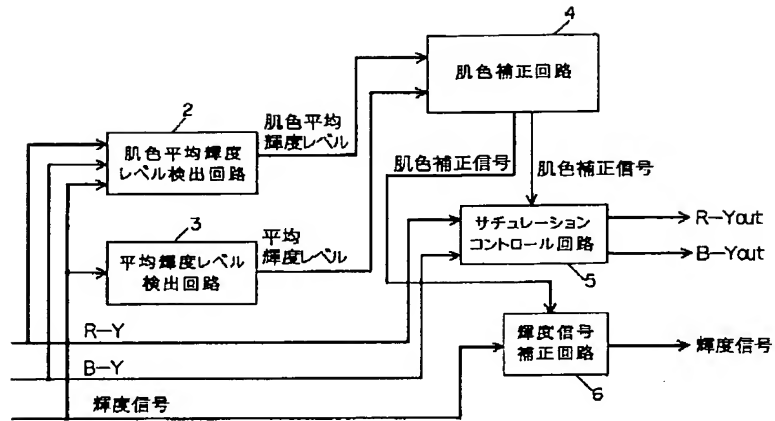 4
肌色補正回路
2
肌色平均輝度
レベル検出回路
肌色平均
輝度レベル
肌色補正信号
肌色補正信号
3
平均輝度レベル
検出回路
平均
輝度レベル
サチュレーション
コントロール回路
5
R-Yout
B-Yout
R-Y
B-Y
輝度信号
輝度信号
補正回路
6
輝度信号